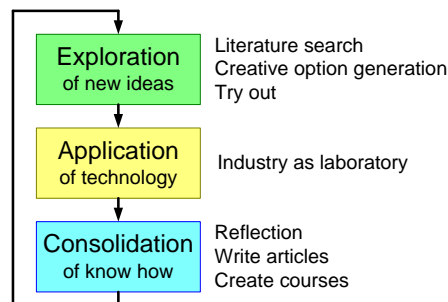 Exploration
of new ideas
Literature search
Creative option generation
Try out
Application
of technology
Industry as laboratory
Consolidation
of know how
Reflection
Write articles
Create courses